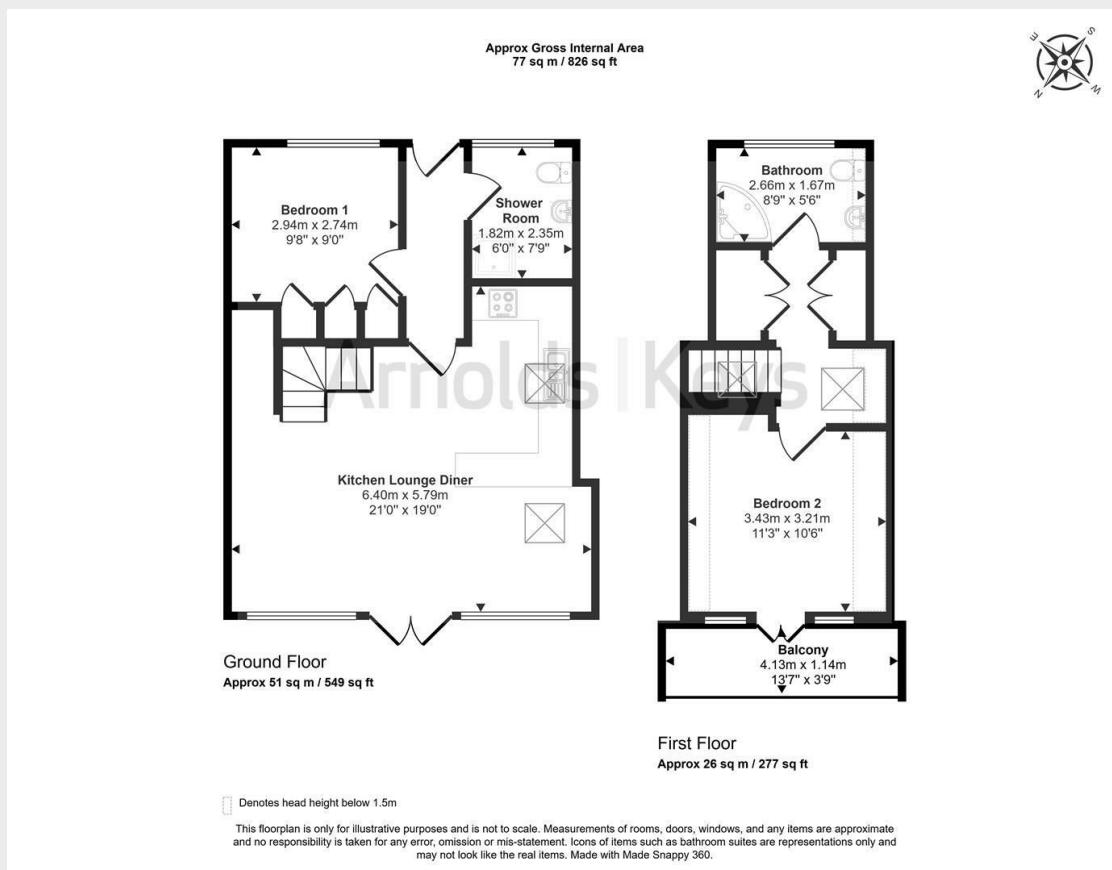 Approx Gross Internal Area
77 sq m / 826 sq ft
S
E
W
N
Bedroom 1
2.94m x 2.74m
9'8" x 9'0"
Shower
Room
1.82m x 2.35m
6'0" x 7'9"
Bathroom
2.66m x 1.67m
8'9" x 5'6"
Arnolds | Keys
Kitchen Lounge Diner
6.40m x 5.79m
21'0" x 19'0"
Bedroom 2
3.43m x 3.21m
11'3" x 10'6"
Balcony
4.13m x 1.14m
13'7" x 3'9"
Ground Floor
Approx 51 sq m / 549 sq ft
First Floor
Approx 26 sq m / 277 sq ft
Denotes head height below 1.5m
This floorplan is only for illustrative purposes and is not to scale. Measurements of rooms, doors, windows, and any items are approximate
and no responsibility is taken for any error, omission or mis-statement. Icons of items such as bathroom suites are representations only and
may not look like the real items. Made with Made Snappy 360.